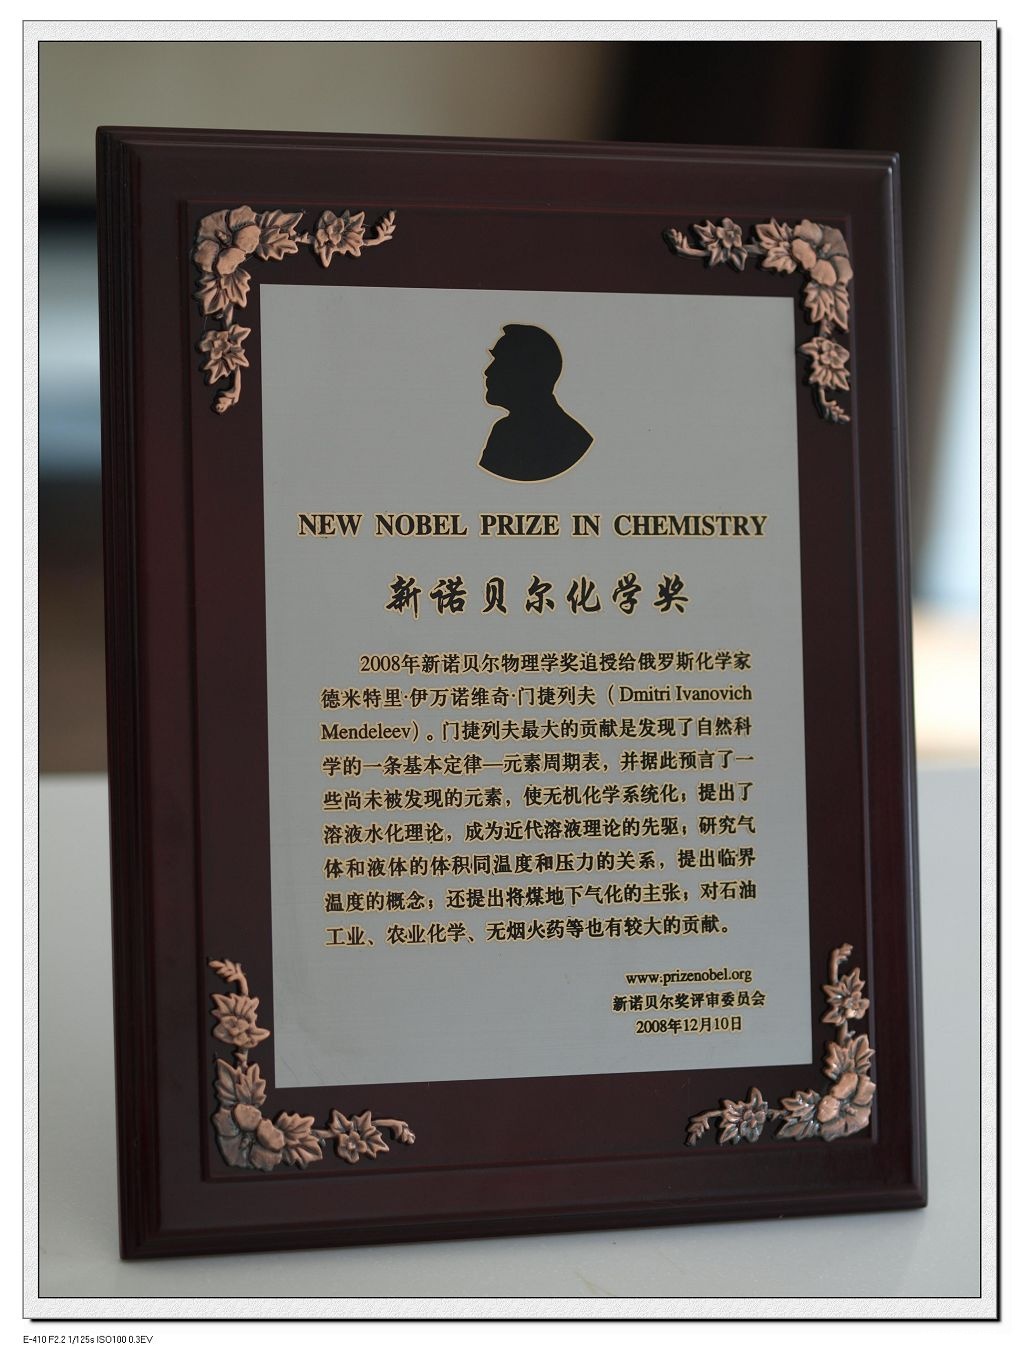 NEW NOBEL PRIZE IN CHEMISTRY
新诺贝尔化学奖
2008年新诺贝尔物理学奖追授给俄罗斯化学家
德米特里·伊万诺维奇·门捷列夫（Dmitri Ivanovich
Mendeleev）。门捷列夫最大的贡献是发现了自然科
学的一条基本定律—元素周期表，并据此预言了一
些尚未被发现的元素，使无机化学系统化；提出了
溶液水化理论，成为近代溶液理论的先驱；研究气
体和液体的体积同温度和压力的关系，提出临界
温度的概念；还提出将煤地下气化的主张；对石油
工业、农业化学、无烟火药等也有较大的贡献。
www.prizenobel.org
新诺贝尔奖评审委员会
2008年12月10日
E-410 F2.2 1/125s ISO100 0.3EV